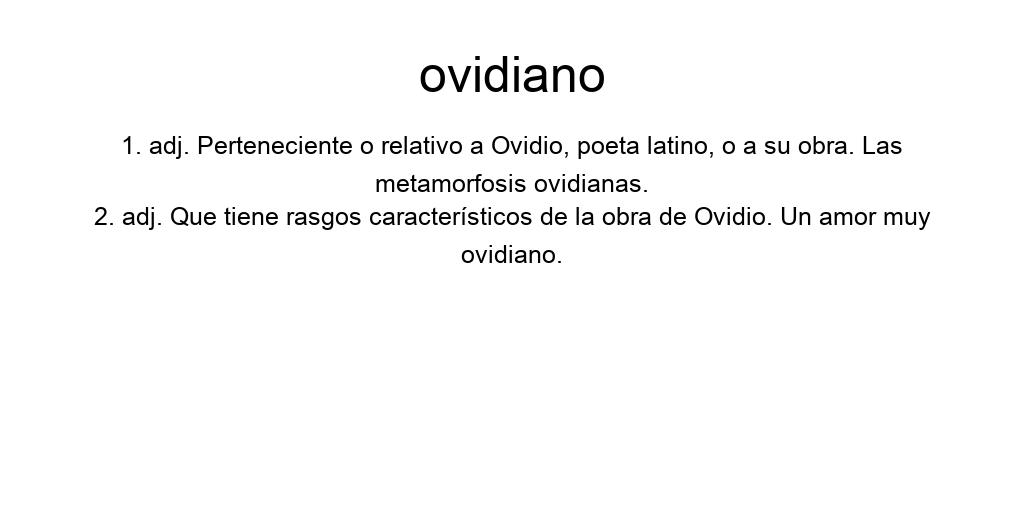 ovidiano
1. adj. Perteneciente o relativo a Ovidio, poeta latino, o a su obra. Las
metamorfosis ovidianas.
2. adj. Que tiene rasgos característicos de la obra de Ovidio. Un amor muy
ovidiano.